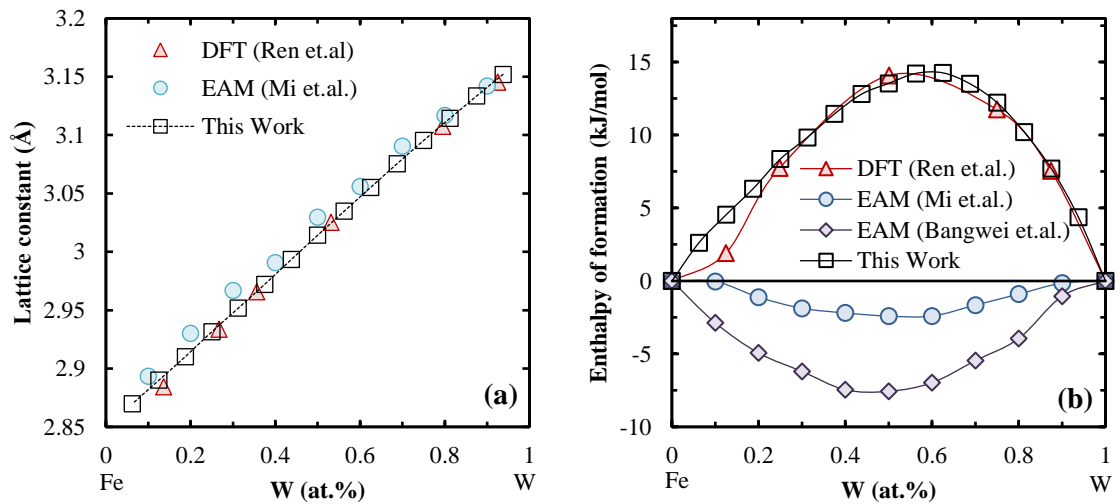 3.2
3.15
3.1
3.05
3
2.95
2.9
2.85
Lattice constant (Å)
DFT (Ren et.al)
EAM (Mi et.al.)
This Work
(a)
0 0.2 0.4 0.6 0.8 1
Fe W
W (at.%)
15
10
5
0
-5
-10
Enthalpy of formation (kJ/mol)
DFT (Ren et.al.)
EAM (Mi et.al.)
EAM (Bangwei et.al.)
This Work
(b)
0 0.2 0.4 0.6 0.8 1
Fe W
W (at.%)